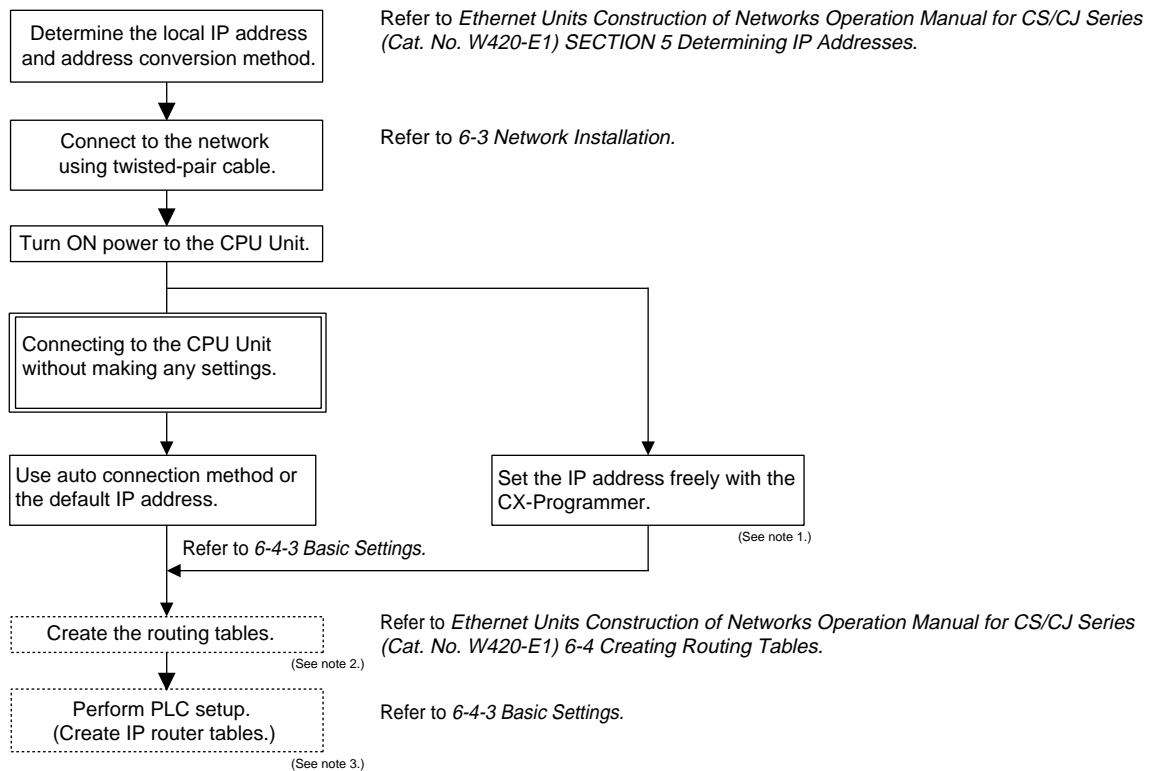 Determine the local IP address
and address conversion method.
Refer to Ethernet Units Construction of Networks Operation Manual for CS/CJ Series
(Cat. No. W420-E1) SECTION 5 Determining IP Addresses.
Connect to the network
using twisted-pair cable.
Refer to 6-3 Network Installation.
Turn ON power to the CPU Unit.
Connecting to the CPU Unit
without making any settings.
Use auto connection method or
the default IP address.
Set the IP address freely with the
CX-Programmer.
(See note 1.)
Refer to 6-4-3 Basic Settings.
Create the routing tables.
(See note 2.)
Refer to Ethernet Units Construction of Networks Operation Manual for CS/CJ Series
(Cat. No. W420-E1) 6-4 Creating Routing Tables.
Perform PLC setup.
(Create IP router tables.)
(See note 3.)
Refer to 6-4-3 Basic Settings.